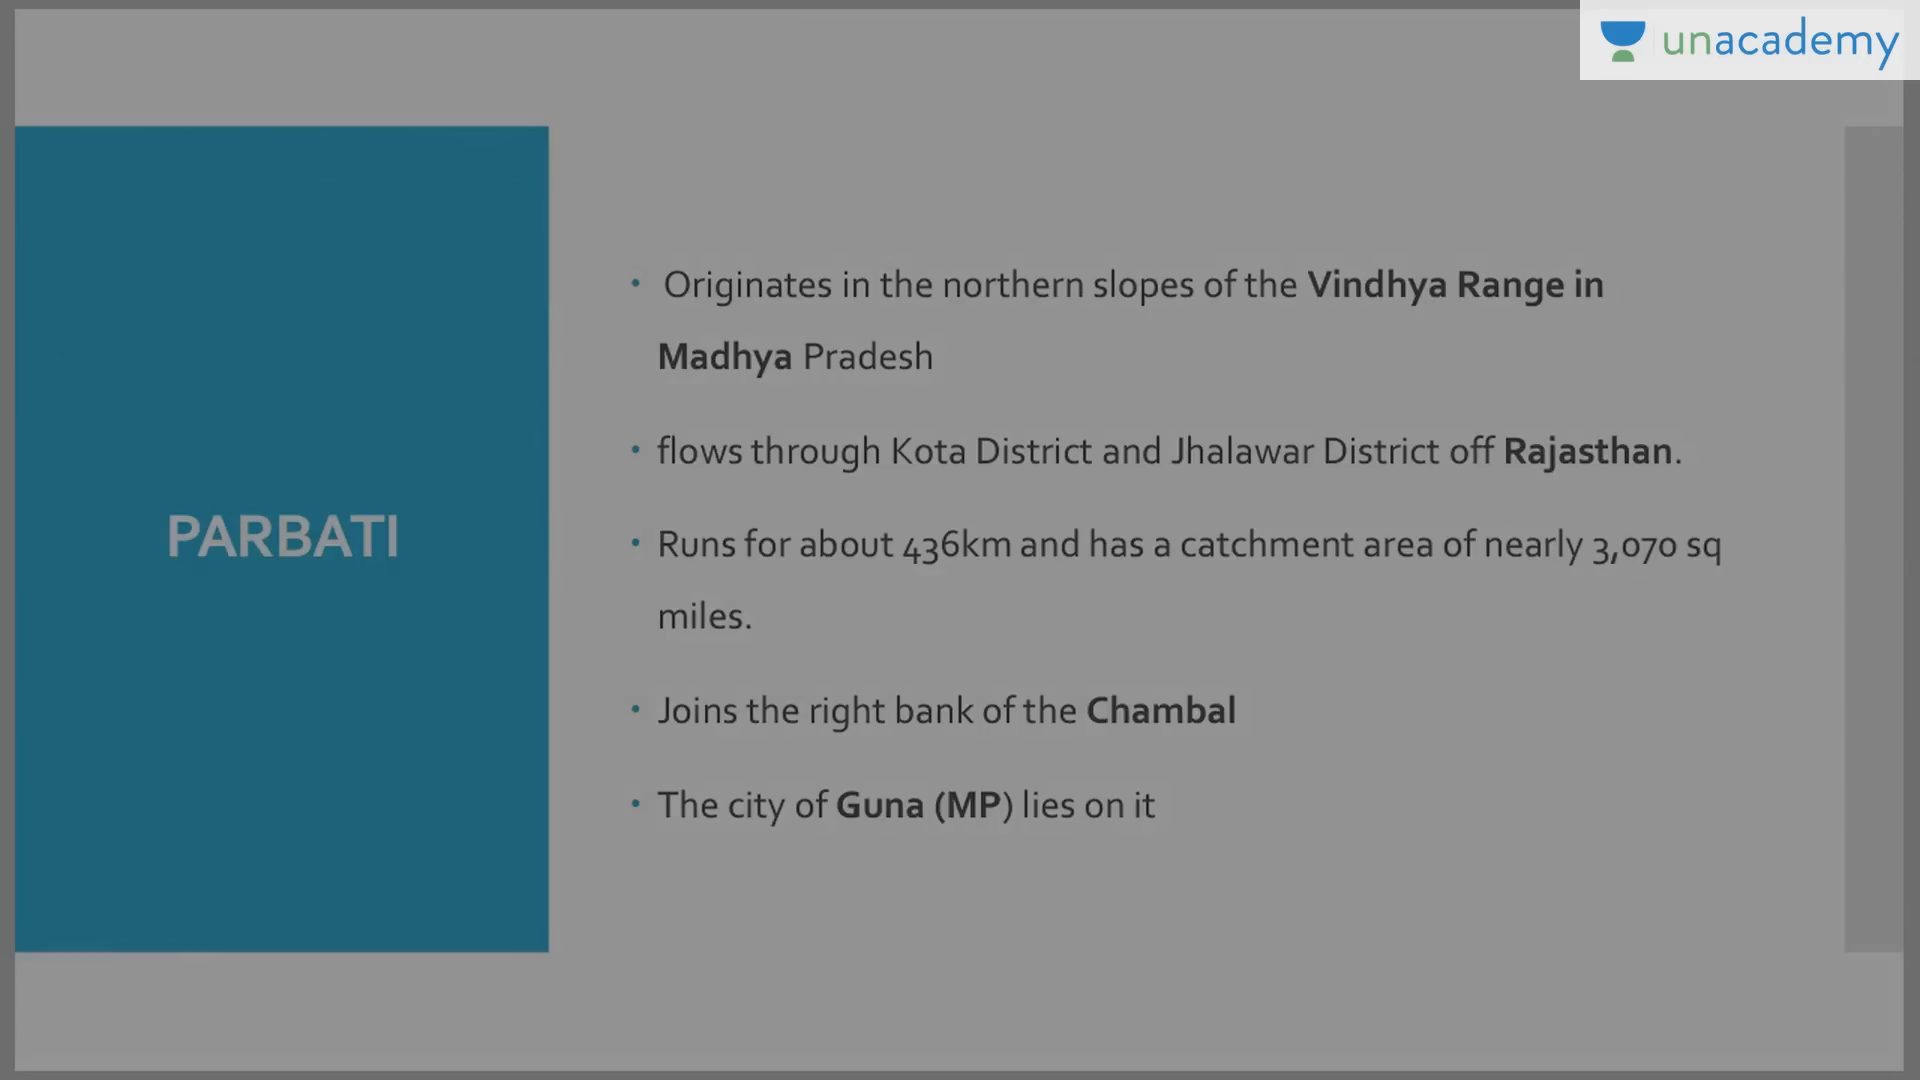 unacademy
PARBATI
• Originates in the northern slopes of the Vindhya Range in
Madhya Pradesh
• flows through Kota District and Jhalawar District off Rajasthan.
• Runs for about 436km and has a catchment area of nearly 3,070 sq
miles.
• Joins the right bank of the Chambal
• The city of Guna (MP) lies on it